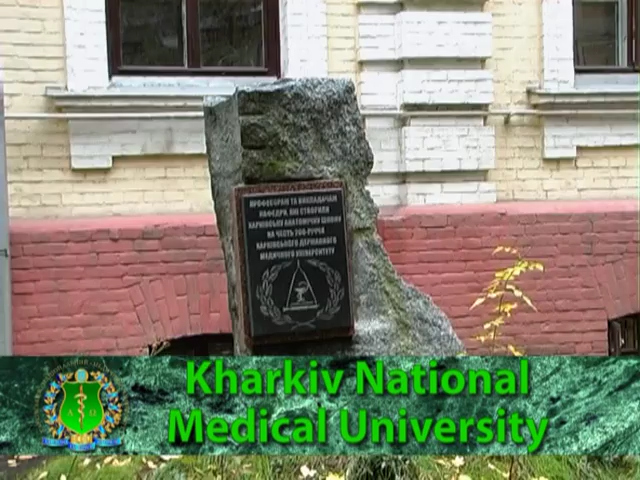 ПРОФЕСОРАМ ТА ВИКЛАДАЧАМ
КАФЕДРИ, ЯКІ СТВОРИЛИ
ХАРКІВСЬКУ АНАТОМІЧНУ ШКОЛУ
НА ЧЕСТЬ 200-РІЧЧЯ
ХАРКІВСЬКОГО ДЕРЖАВНОГО
МЕДИЧНОГО УНІВЕРСИТЕТУ
Kharkiv National
Medical University